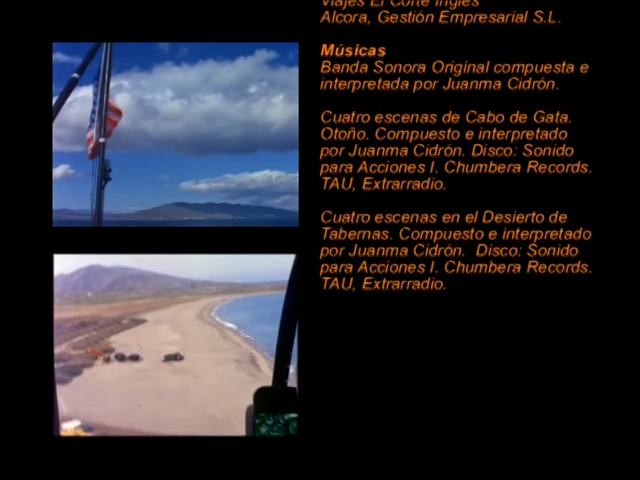 Viajes El Corte Inglés
Alcora, Gestión Empresarial S.L.
Músicas
Banda Sonora Original compuesta e
interpretada por Juanma Cidrón.
Cuatro escenas de Cabo de Gata.
Otoño. Compuesto e interpretado
por Juanma Cidrón. Disco: Sonido
para Acciones I. Chumbera Records.
TAU, Extrarradio.
Cuatro escenas en el Desierto de
Tabernas. Compuesto e interpretado
por Juanma Cidrón. Disco: Sonido
para Acciones I. Chumbera Records.
TAU, Extrarradio.